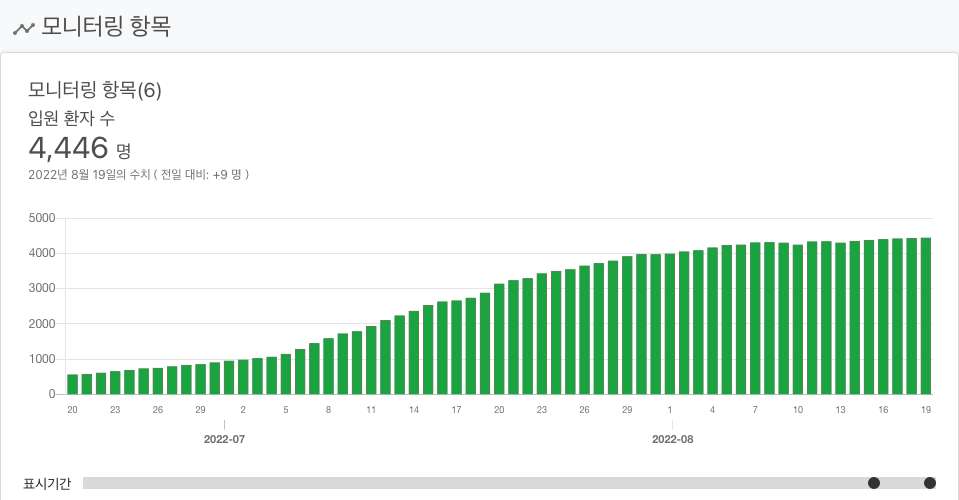 모니터링 항목
모니터링 항목(6)
입원 환자 수
4,446 명
2022년 8월 19일의 수치 ( 전일 대비: +9 명 )
5000
4000
3000
2000
1000
0
20 23 26 29 2 5 8 11 14 17 20 23 26 29 1 4 7 10 13 16 19
2022-07 2022-08
표시기간